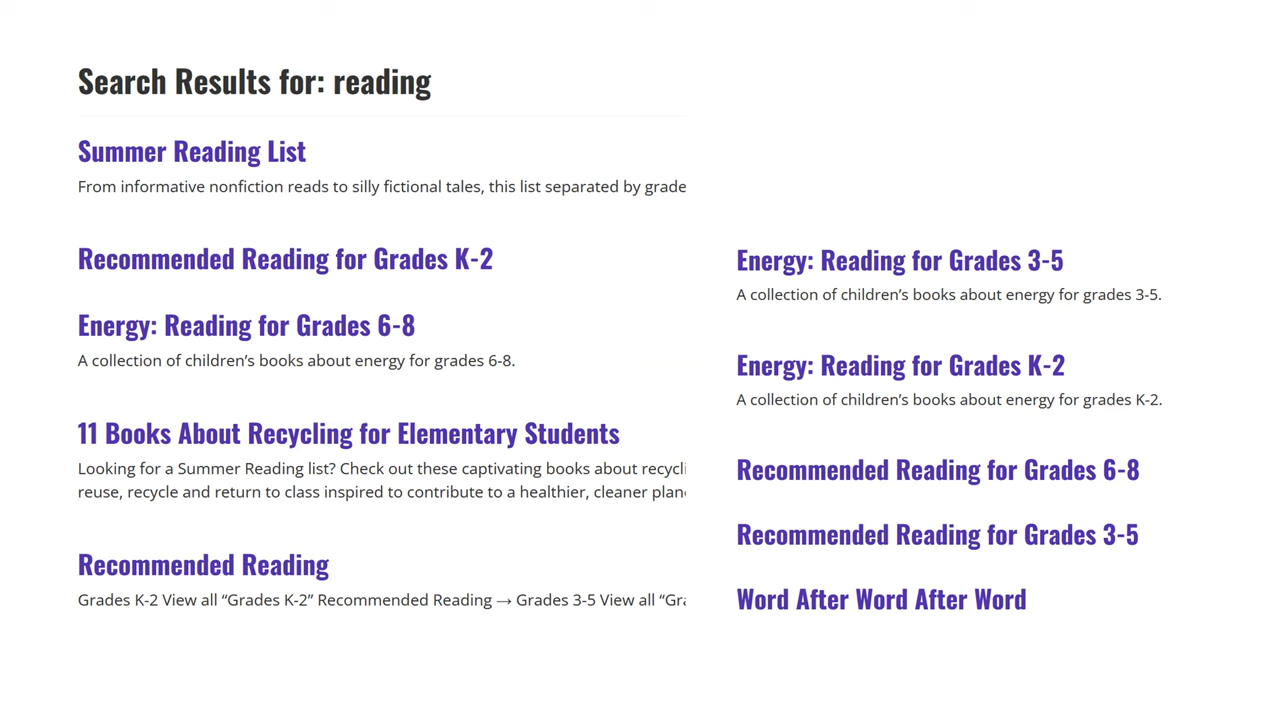 Search Results for: reading
Summer Reading List
From informative nonfiction reads to silly fictional tales, this list separated by grade
Recommended Reading for Grades K-2
Energy: Reading for Grades 6-8
A collection of children’s books about energy for grades 6-8.
11 Books About Recycling for Elementary Students
Looking for a Summer Reading list? Check out these captivating books about recycli
reuse, recycle and return to class inspired to contribute to a healthier, cleaner plan
Recommended Reading
Grades K-2 View all “Grades K-2” Recommended Reading → Grades 3-5 View all “Gra
Energy: Reading for Grades 3-5
A collection of children’s books about energy for grades 3-5.
Energy: Reading for Grades K-2
A collection of children’s books about energy for grades K-2.
Recommended Reading for Grades 6-8
Recommended Reading for Grades 3-5
Word After Word After Word